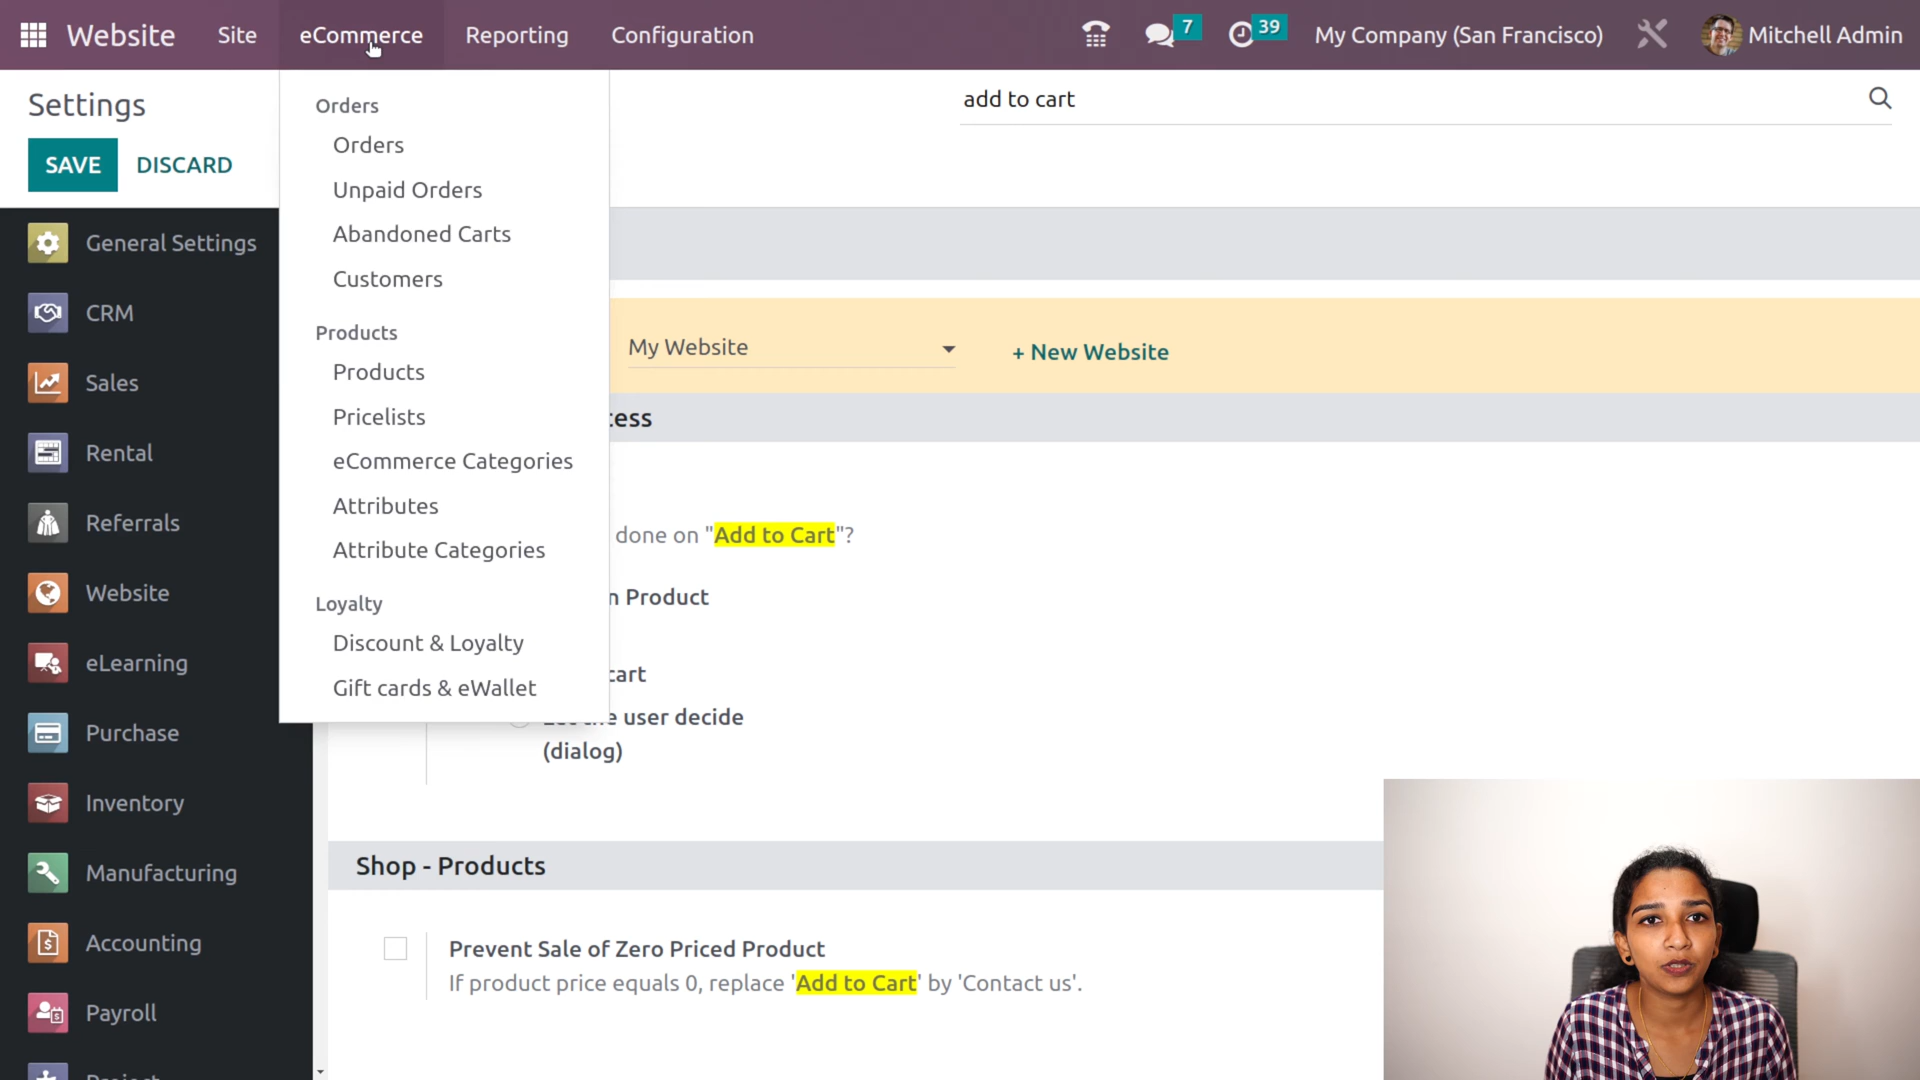 Website
Site
eCommerce
Reporting
Configuration
7
39
My Company (San Francisco)
Mitchell Admin
Settings
add to cart
SAVE
DISCARD
General Settings
CRM
Sales
Rental
Referrals
Website
eLearning
Purchase
Inventory
Manufacturing
Accounting
Payroll
Orders
Orders
Unpaid Orders
Abandoned Carts
Customers
Products
Products
Pricelists
eCommerce Categories
Attributes
Attribute Categories
Loyalty
Discount & Loyalty
Gift cards & eWallet
My Website
+ New Website
done on "Add to Cart"?
Product
user decide
(dialog)
Shop - Products
Prevent Sale of Zero Priced Product
If product price equals 0, replace 'Add to Cart' by 'Contact us'.